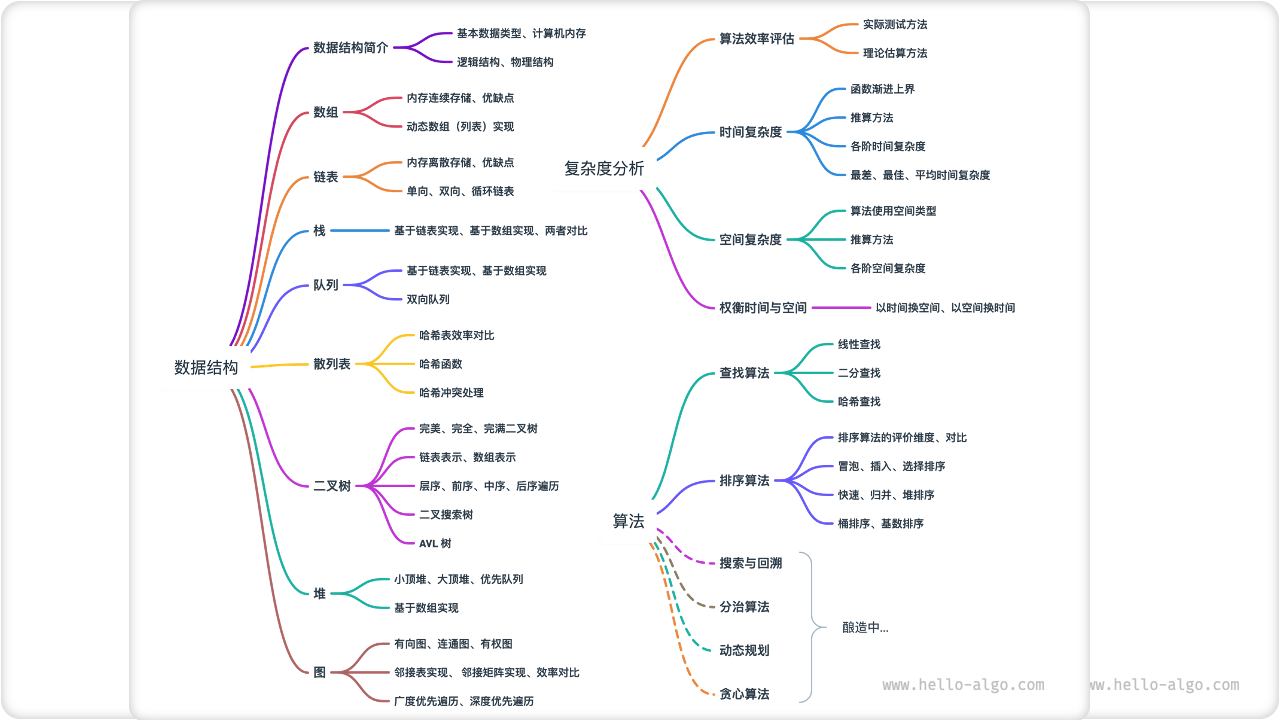 数据结构
数据结构简介
基本数据类型、计算机内存
逻辑结构、物理结构
数组
内存连续存储、优缺点
动态数组（列表）实现
链表
内存离散存储、优缺点
单向、双向、循环链表
栈
基于链表实现、基于数组实现、两者对比
队列
基于链表实现、基于数组实现
双向队列
散列表
哈希表效率对比
哈希函数
哈希冲突处理
二叉树
完美、完全、完满二叉树
链表表示、数组表示
层序、前序、中序、后序遍历
二叉搜索树
AVL 树
堆
小顶堆、大顶堆、优先队列
基于数组实现
图
有向图、连通图、有权图
邻接表实现、 邻接矩阵实现、效率对比
广度优先遍历、深度优先遍历
复杂度分析
算法效率评估
实际测试方法
理论估算方法
时间复杂度
函数渐进上界
推算方法
各阶时间复杂度
最差、最佳、平均时间复杂度
空间复杂度
算法使用空间类型
推算方法
各阶空间复杂度
权衡时间与空间
以时间换空间、以空间换时间
算法
查找算法
线性查找
二分查找
哈希查找
排序算法
排序算法的评价维度、对比
冒泡、插入、选择排序
快速、归并、堆排序
桶排序、基数排序
搜索与回溯
分治算法
动态规划
贪心算法
酿造中...
www.hello-algo.com
ww.hello-algo.com